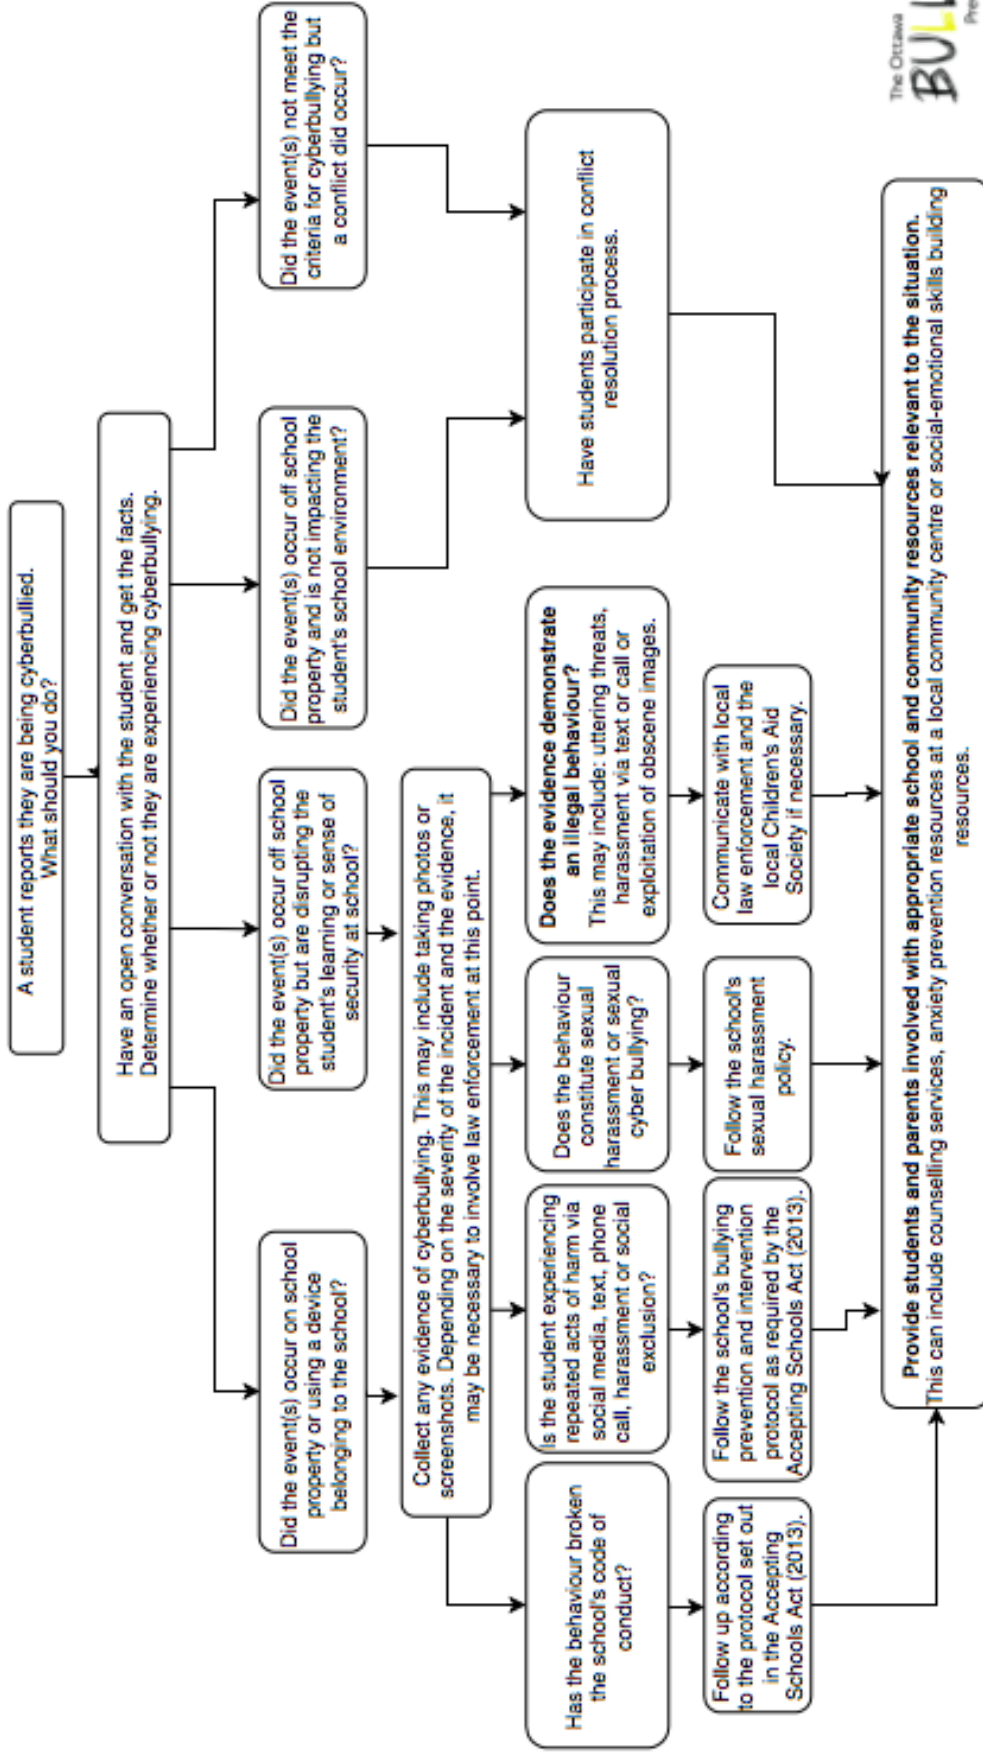 A student reports they are being cyberbullied.
What should you do?
Have an open conversation with the student and get the facts.
Determine whether or not they are experiencing cyberbullying.
Did the event(s) occur on school
property or using a device
belonging to the school?
Did the event(s) occur off school
property but are disrupting the
student's learning or sense of
security at school?
Did the event(s) occur off school
property and is not impacting the
student's school environment?
Did the event(s) not meet the
criteria for cyberbullying but
a conflict did occur?
Collect any evidence of cyberbullying. This may include taking photos or
screenshots. Depending on the severity of the incident and the evidence, it
may be necessary to involve law enforcement at this point.
Has the behaviour broken
the school's code of
conduct?
Is the student experiencing
repeated acts of harm via
social media, text, phone
call, harassment or social
exclusion?
Does the behaviour
constitute sexual
harassment or sexual
cyber bullying?
Does the evidence demonstrate
an illegal behaviour?
This may include: uttering threats,
harassment via text or call or
exploitation of obscene images.
Have students participate in conflict
resolution process.
Follow up according
to the protocol set out
in the Accepting
Schools Act (2013).
Follow the school's bullying
prevention and intervention
protocol as required by the
Accepting Schools Act (2013).
Follow the school's
sexual harassment
policy.
Communicate with local
law enforcement and the
local Children's Aid
Society if necessary.
Provide students and parents involved with appropriate school and community resources relevant to the situation.
This can include counselling services, anxiety prevention resources at a local community centre or social-emotional skills building
resources.
The Ottawa